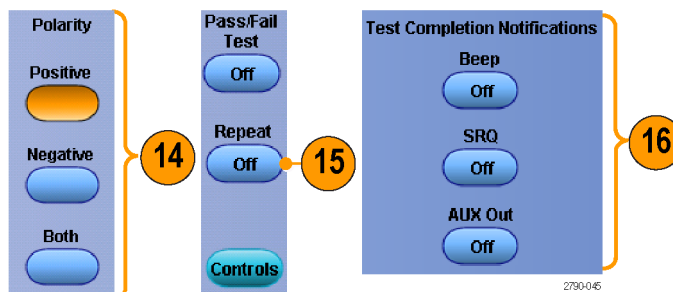 Polarity
Positive
Negative
Both
14
Pass/Fail
Test
Off
Repeat
Off
15
Controls
Test Completion Notifications
Beep
Off
SRQ
Off
AUX Out
Off
16
2790-045